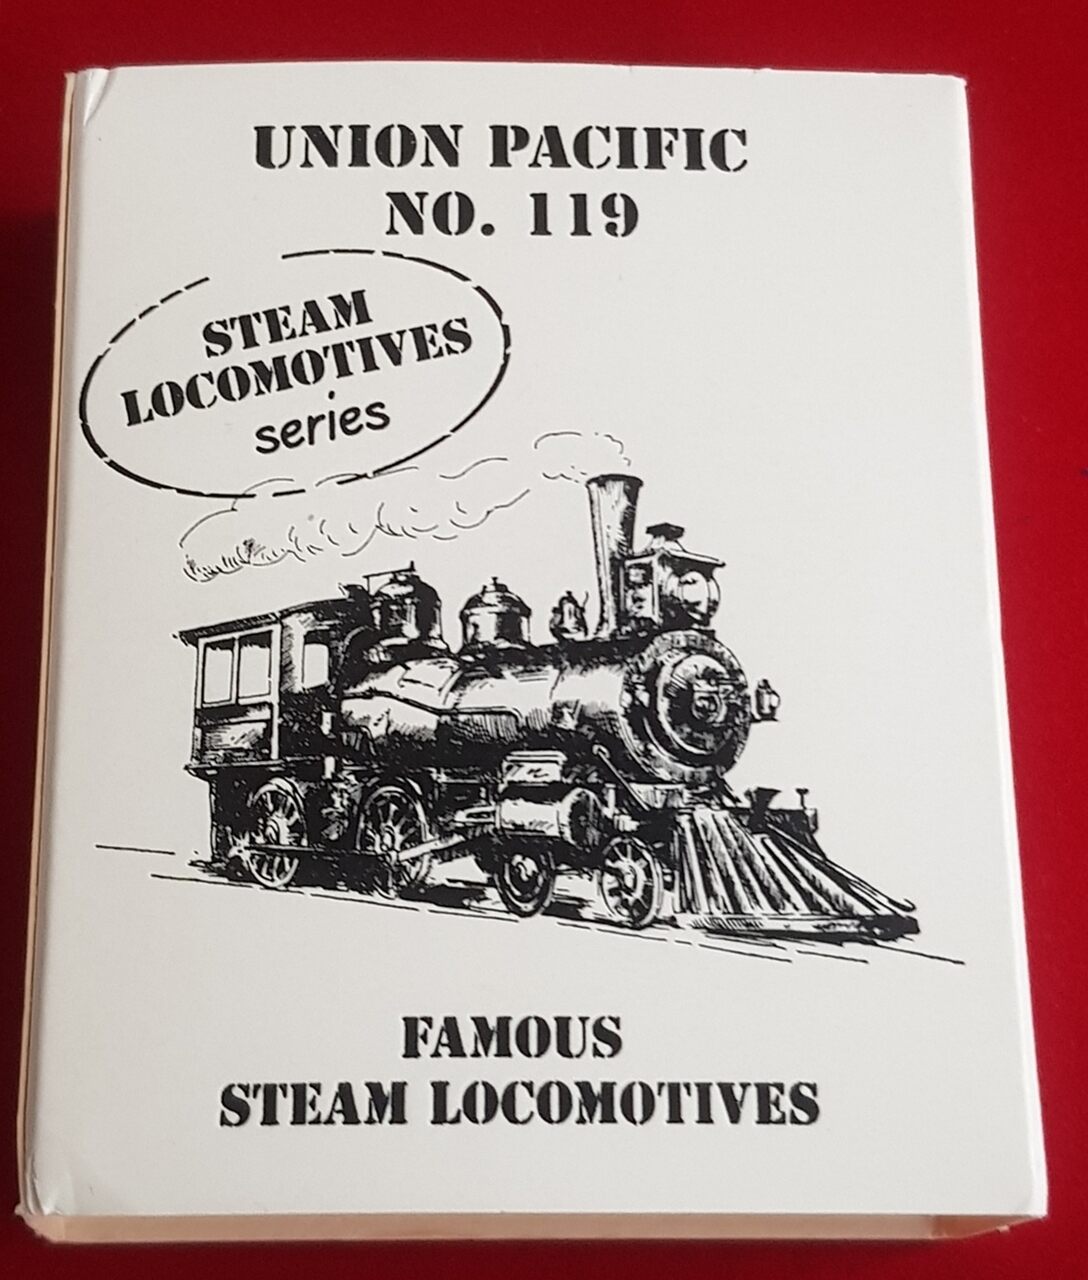 UNION PACIFIC
NO. 119
STEAM
LOCOMOTIVES
series
FAMOUS
STEAM LOCOMOTIVES